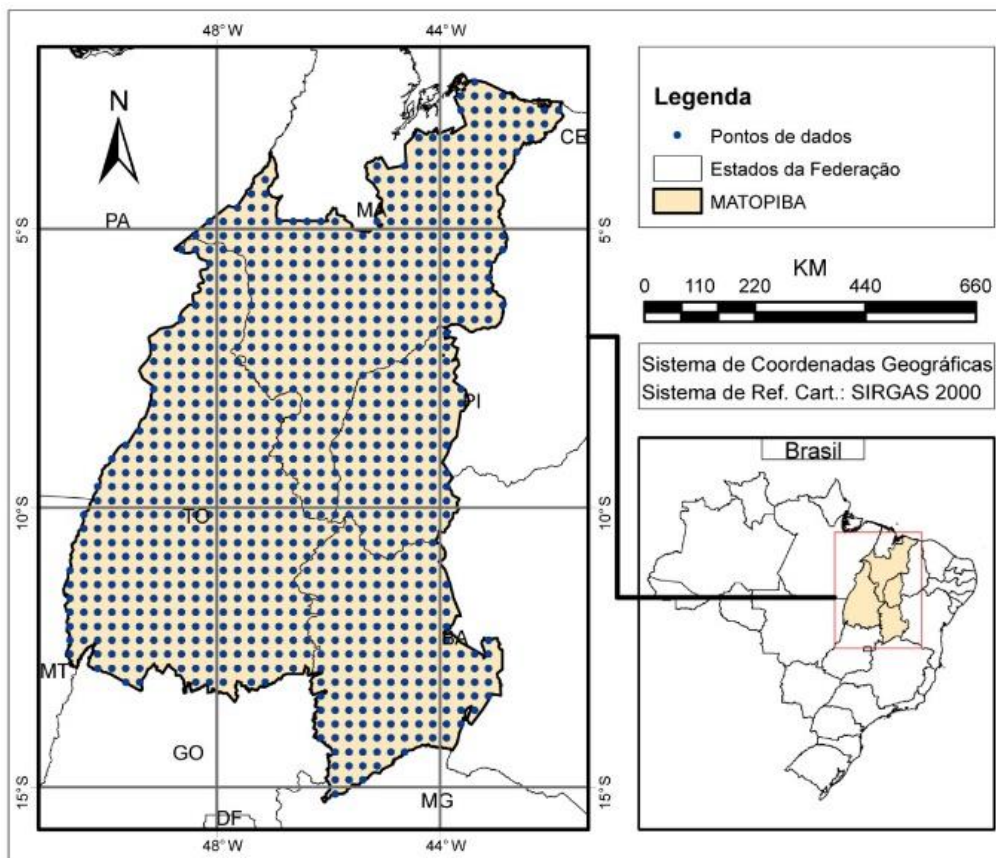 48°W
44°W
N
CE
PA
MA
5°S
5°S
PI
TO
10°S
10°S
BA
MT
GO
MG
DF
15°S
15°S
48°W
44°W
Legenda
Pontos de dados
Estados da Federação
MATOPIBA
KM
0 110 220 440 660
Sistema de Coordenadas Geográficas
Sistema de Ref. Cart.: SIRGAS 2000
Brasil